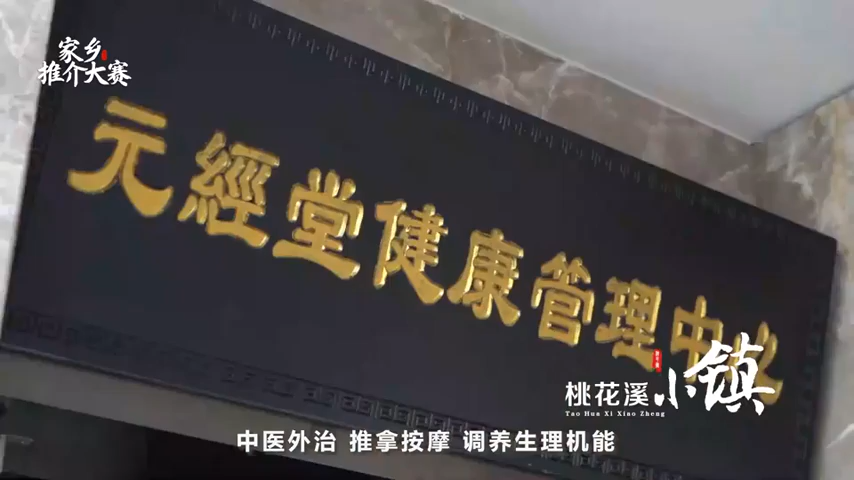 家乡
推介大赛
元經堂健康管理中心
桃花溪小镇
Tao Hua Xi Xiao Zheng
中医外治 推拿按摩 调养生理机能